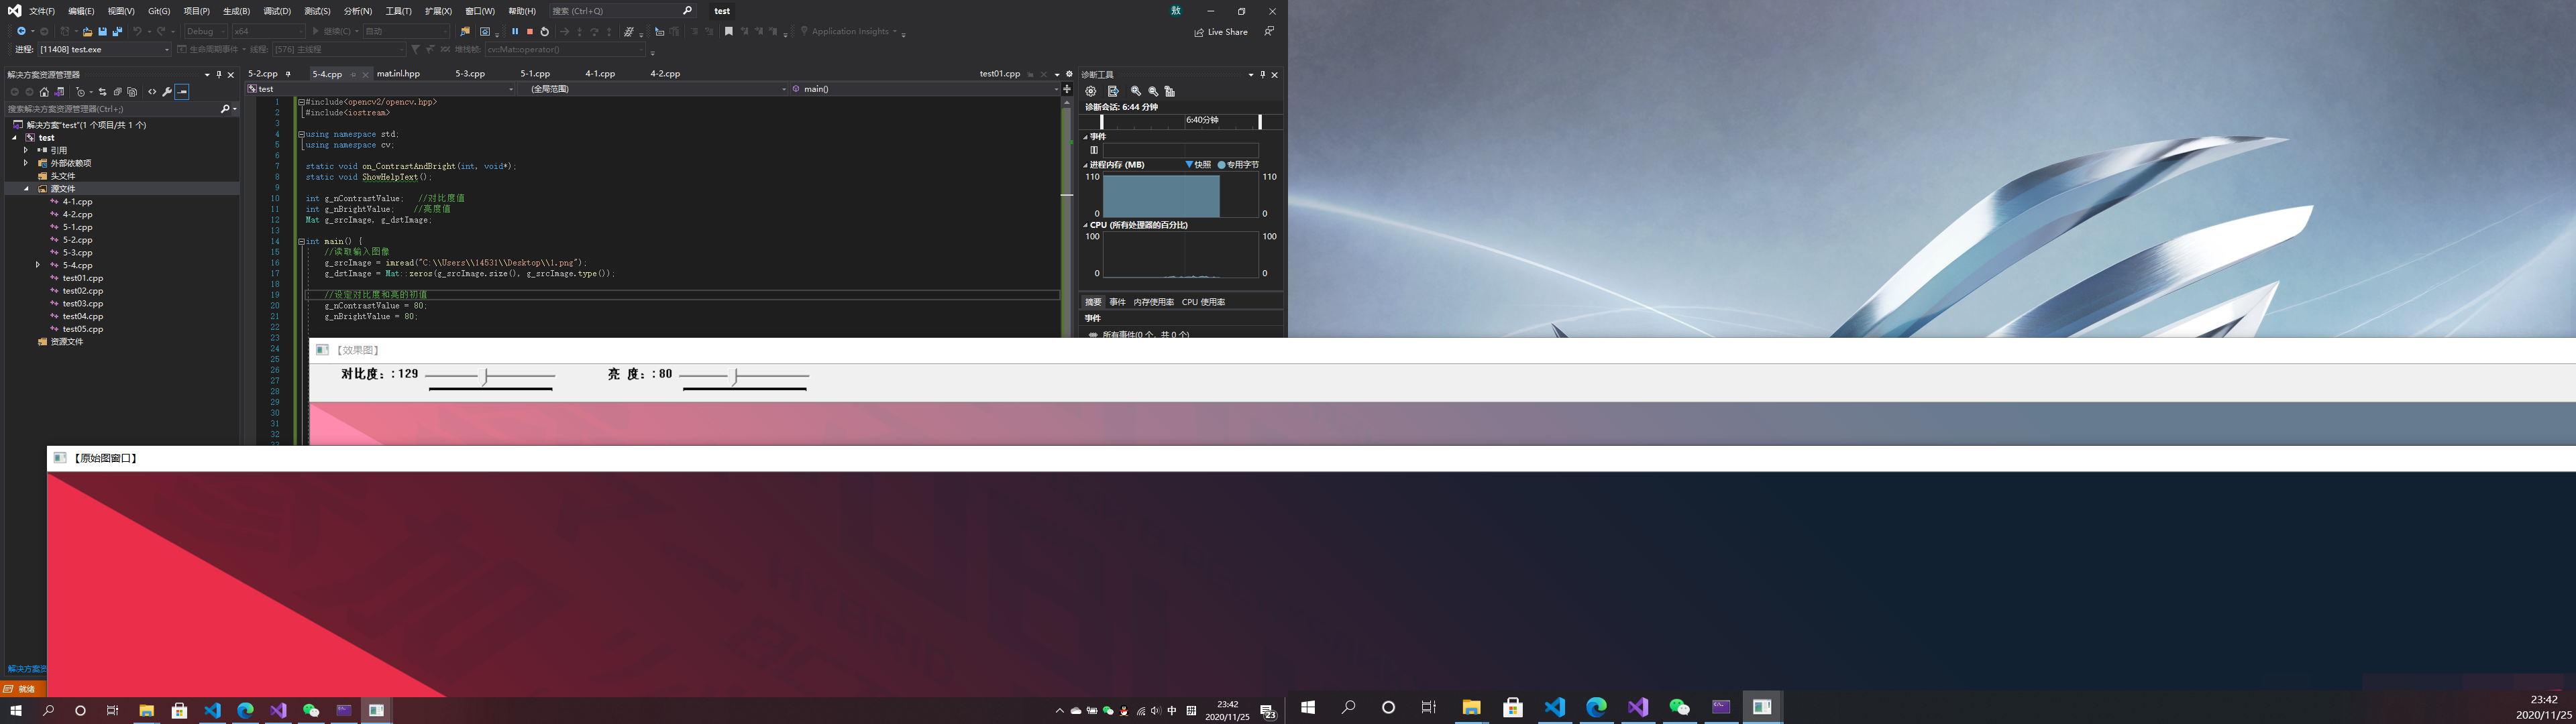 文件(F) 编辑(E) 视图(V) Git(G) 项目(P) 生成(B) 调试(D) 测试(S) 分析(N) 工具(T) 扩展(X) 窗口(W) 帮助(H) 搜索 (Ctrl+Q) test
Debug x64 继续(C) 自动 Application Insights Live Share
进程: [11408] test.exe 生命周期事件 线程: [576] 主线程 堆栈帧: cv::Mat::operator()
解决方案资源管理器
搜索解决方案资源管理器(Ctrl+;)
解决方案"test"(1 个项目/共 1 个)
test
引用
外部依赖项
头文件
源文件
4-1.cpp
4-2.cpp
5-1.cpp
5-2.cpp
5-3.cpp
5-4.cpp
test01.cpp
test02.cpp
test03.cpp
test04.cpp
test05.cpp
资源文件
解决方案资
就绪
5-2.cpp 5-4.cpp mat.inl.hpp 5-3.cpp 5-1.cpp 4-1.cpp 4-2.cpp test01.cpp
test (全局范围) main()
1 #include<opencv2/opencv.hpp>
2 #include<iostream>
3
4 using namespace std;
5 using namespace cv;
6
7 static void on_ContrastAndBright(int, void*);
8 static void ShowHelpText();
9
10 int g_nContrastValue; //对比度值
11 int g_nBrightValue; //亮度值
12 Mat g_srcImage, g_dstImage;
13
14 int main() {
15 //读取输入图像
16 g_srcImage = imread("C:\\Users\\14531\\Desktop\\1.png");
17 g_dstImage = Mat::zeros(g_srcImage.size(), g_srcImage.type());
18
19 //设定对比度和亮的初值
20 g_nContrastValue = 80;
21 g_nBrightValue = 80;
22
23
24
25
26
27
28
29
30
31
32
诊断工具
诊断会话: 6:44 分钟
6:40分钟
事件
进程内存 (MB) 快照 专用字节
110 110
0 0
CPU (所有处理器的百分比)
100 100
0 0
摘要 事件 内存使用率 CPU 使用率
事件
所有事件(0 个，共 0 个)
【效果图】
对比度：: 129 亮 度：: 80
【原始图窗口】
中
23:42
2020/11/25
23
23:42
2020/11/25